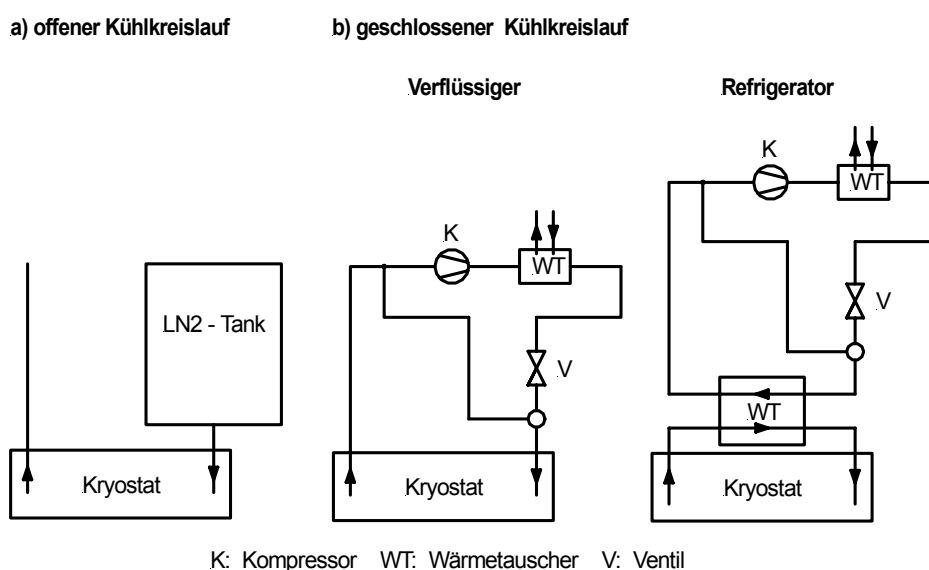 a) offener Kühlkreislauf
b) geschlossener Kühlkreislauf
Verflüssiger
Refrigerator
K
WT
K
WT
LN2 - Tank
V
V
WT
Kryostat
Kryostat
Kryostat
K: Kompressor WT: Wärmetauscher V: Ventil